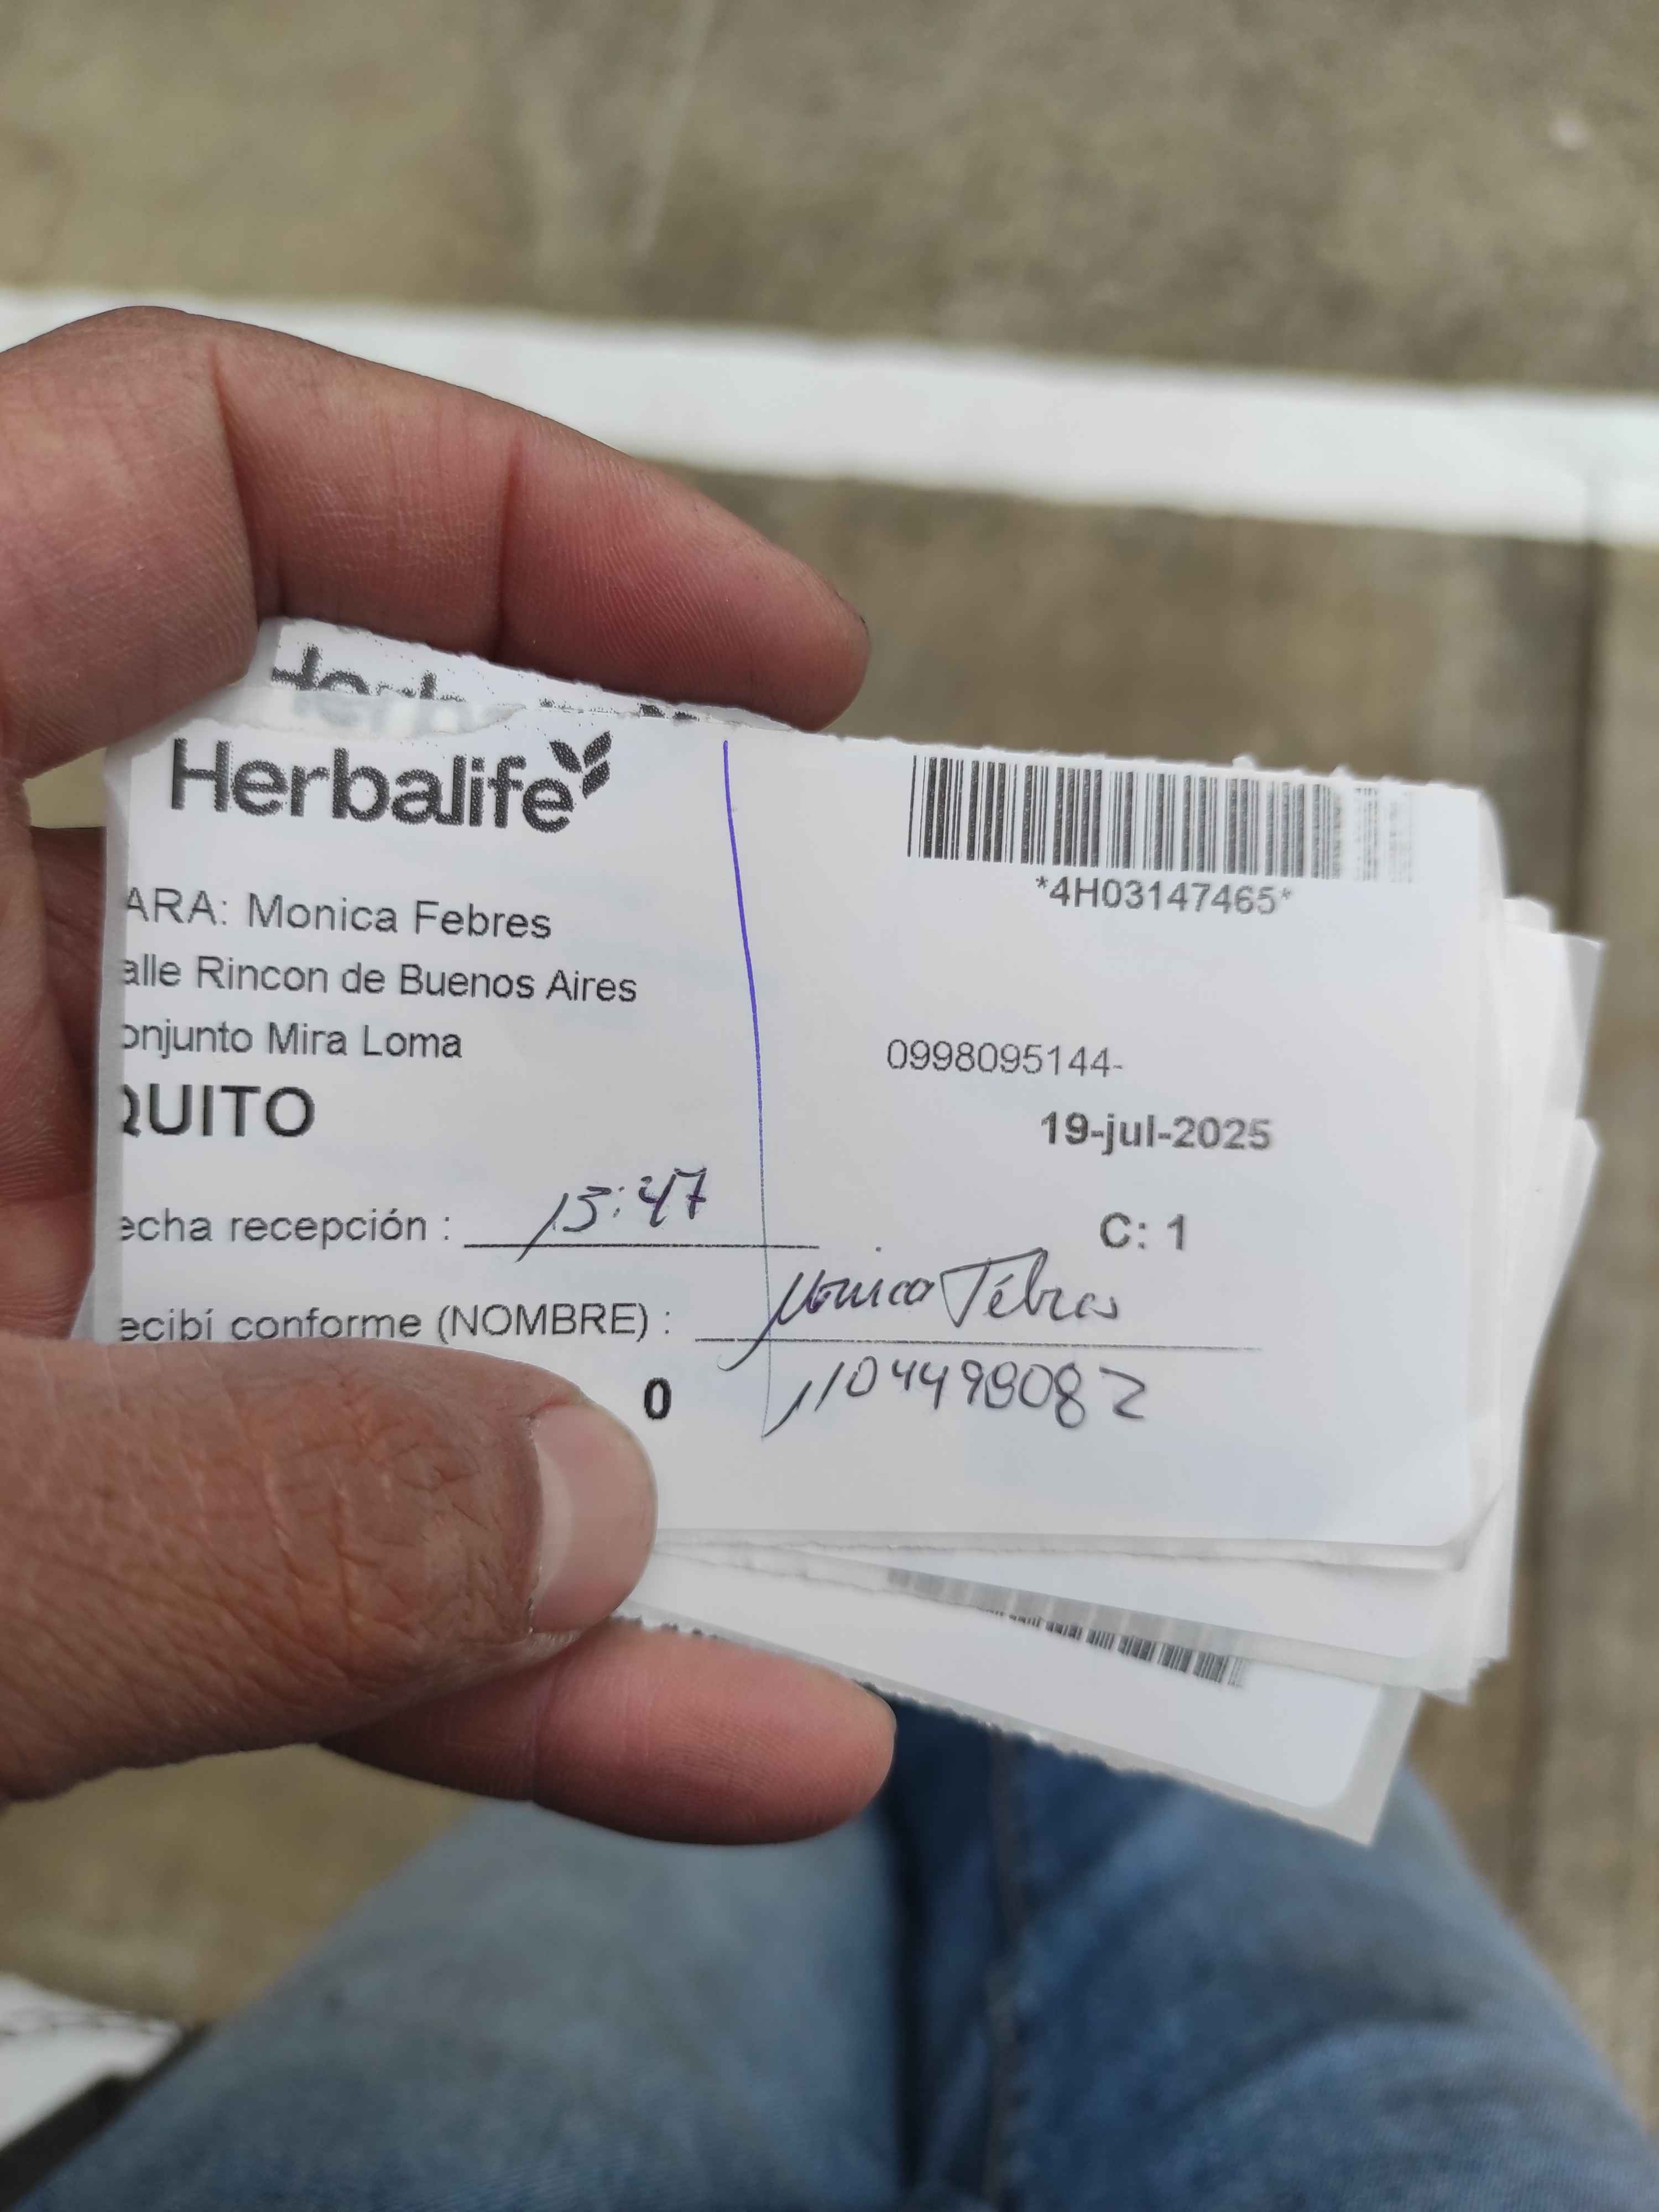 Herbalife
*4H03147465*
ARA: Monica Febres
alle Rincon de Buenos Aires
onjunto Mira Loma
0998095144-
QUITO
19-jul-2025
echa recepción : 13:47
C: 1
ecibí conforme (NOMBRE) : Monica Febres
0
1104498082